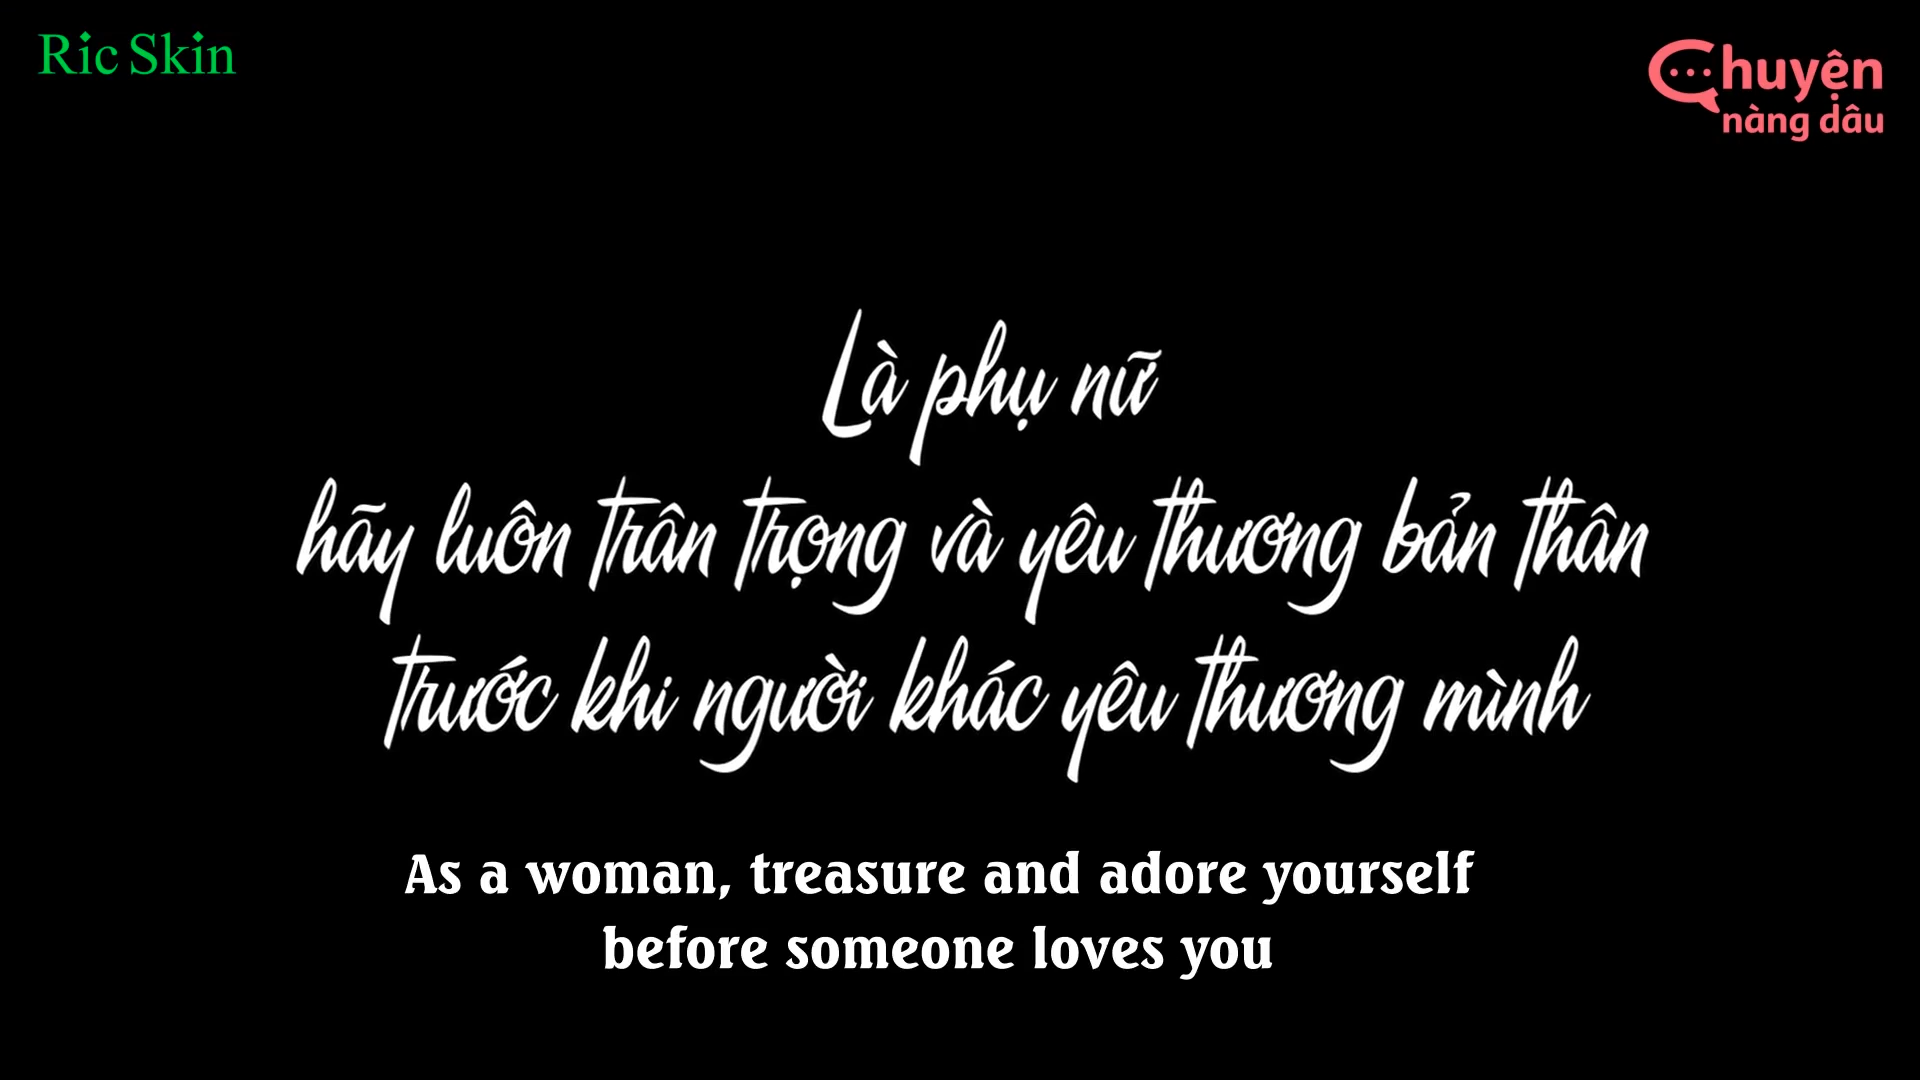 Ric Skin
Chuyện
nàng dâu
Là phụ nữ
hãy luôn trân trọng và yêu thương bản thân
trước khi người khác yêu thương mình
As a woman, treasure and adore yourself
before someone loves you